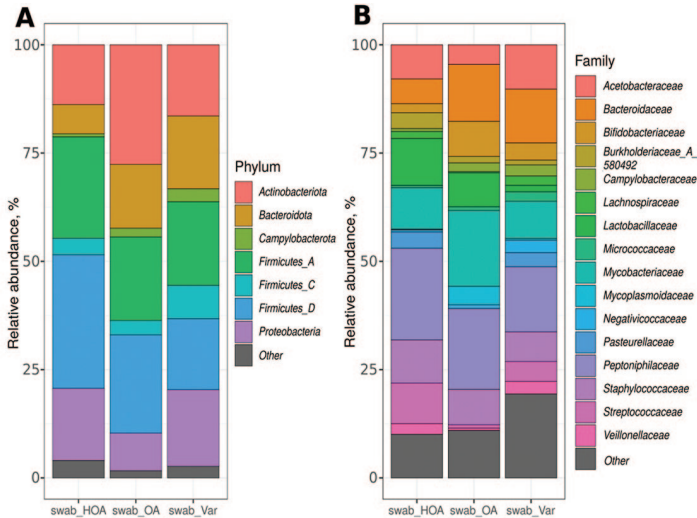 A
Relative abundance, %
100
75
50
25
0
swab_HOA swab_OA swab_Var
Phylum
Actinobacteriota
Bacteroidota
Campylobacterota
Firmicutes_A
Firmicutes_C
Firmicutes_D
Proteobacteria
Other
B
Relative abundance, %
100
75
50
25
0
swab_HOA swab_OA swab_Var
Family
Acetobacteraceae
Bacteroidaceae
Bifidobacteriaceae
Burkholderiaceae_A_
580492
Campylobacteraceae
Lachnospiraceae
Lactobacillaceae
Micrococcaceae
Mycobacteriaceae
Mycoplasmoidaceae
Negativicoccaceae
Pasteurellaceae
Peptoniphilaceae
Staphylococcaceae
Streptococcaceae
Veillonellaceae
Other